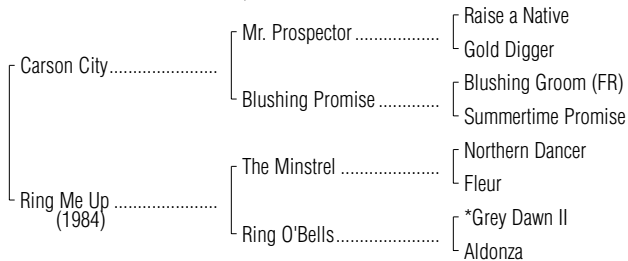 Raise a Native
Mr. Prospector ..................
Gold Digger
Carson City.......................
Blushing Groom (FR)
Blushing Promise .............
Summertime Promise
Northern Dancer
The Minstrel .....................
Fleur
Ring Me Up ......................
(1984)
*Grey Dawn II
Ring O'Bells......................
Aldonza